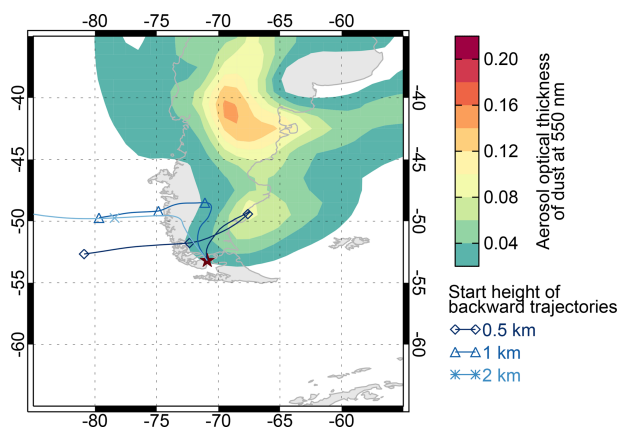 -80 -75 -70 -65 -60
-40 -40
-45 -45
-50 -50
-55 -55
-60 -60
-80 -75 -70 -65 -60
0.20
0.16
0.12
0.08
0.04
Aerosol optical thickness
of dust at 550 nm
Start height of
backward trajectories
0.5 km
1 km
2 km